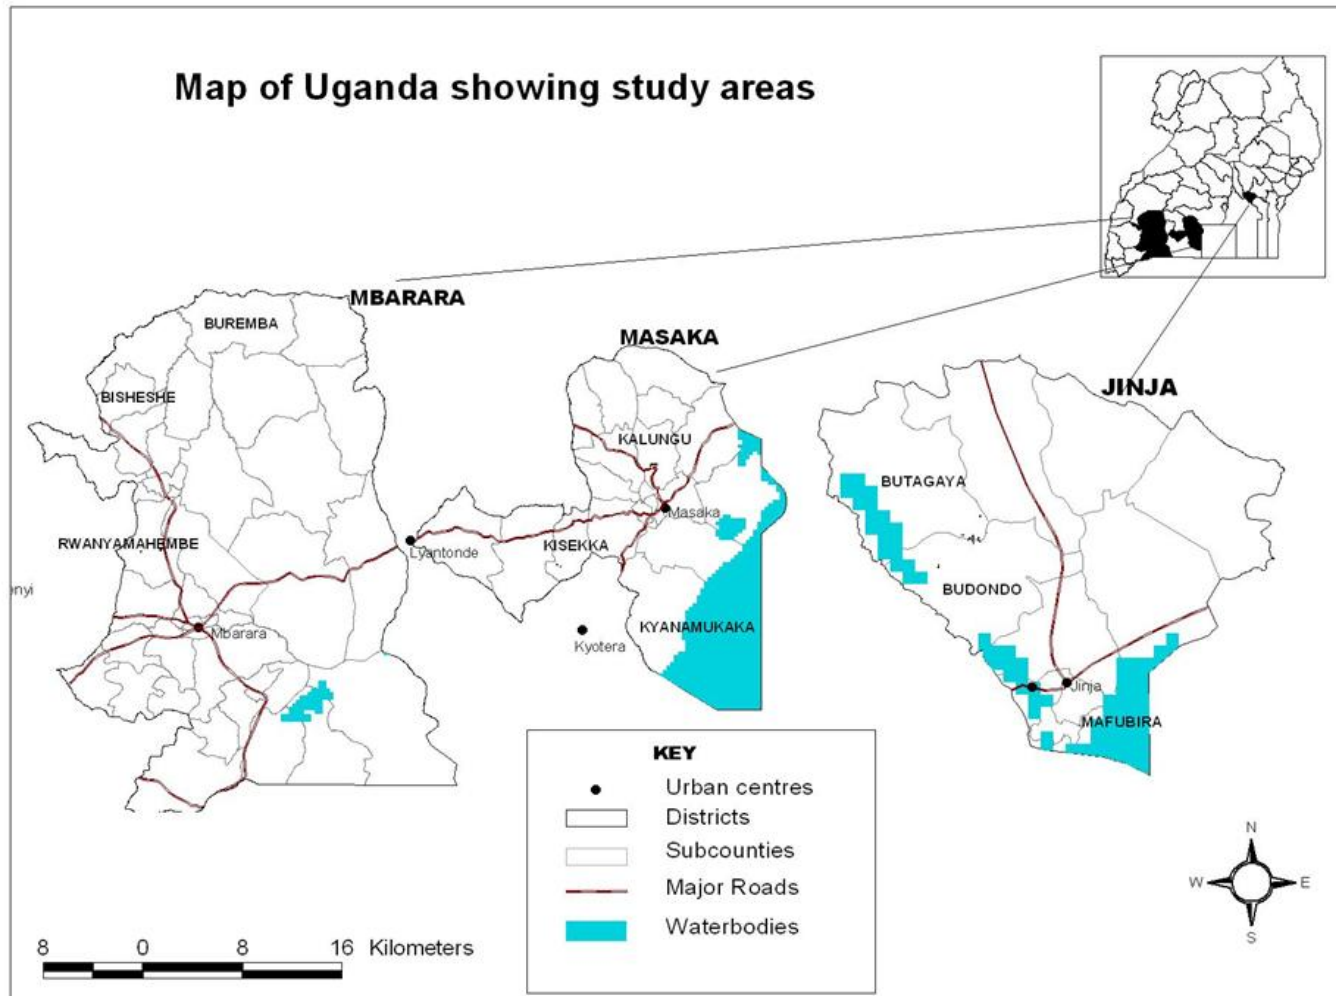 Map of Uganda showing study areas
MBARARA
BUREMBA
MASAKA
JINJA
BISHESHE
KALUNGU
BUTAGAYA
Masaka
RWANYAMAHEMBE
Lyantonde
KISEKKA
BUDONDO
enyi
Mbarara
Kyotera
KYANAMUKAKA
Jinja
MAFUBIRA
KEY
Urban centres
Districts
Subcounties
Major Roads
Waterbodies
N
W
E
S
8 0 8 16 Kilometers